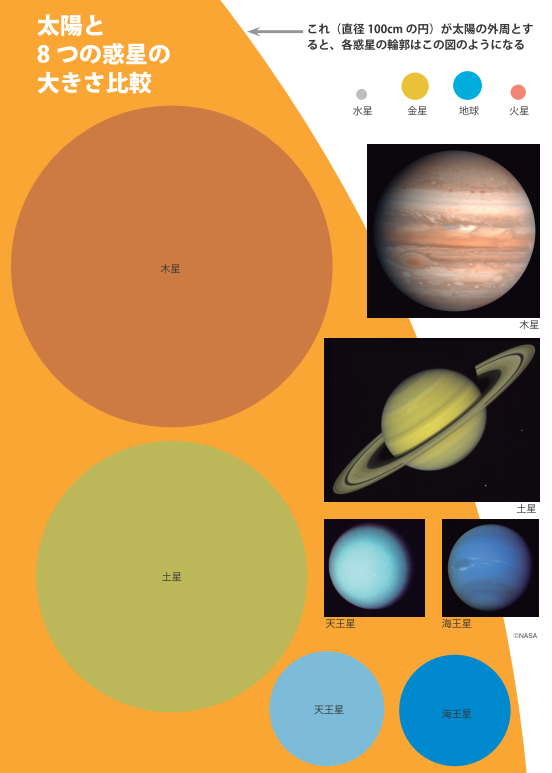 太陽と
8 つの惑星の
大きさ比較
これ（直径 100cm の円）が太陽の外周とす
ると、各惑星の輪郭はこの図のようになる
水星
金星
地球
火星
木星
木星
土星
土星
天王星
海王星
©NASA
天王星
海王星